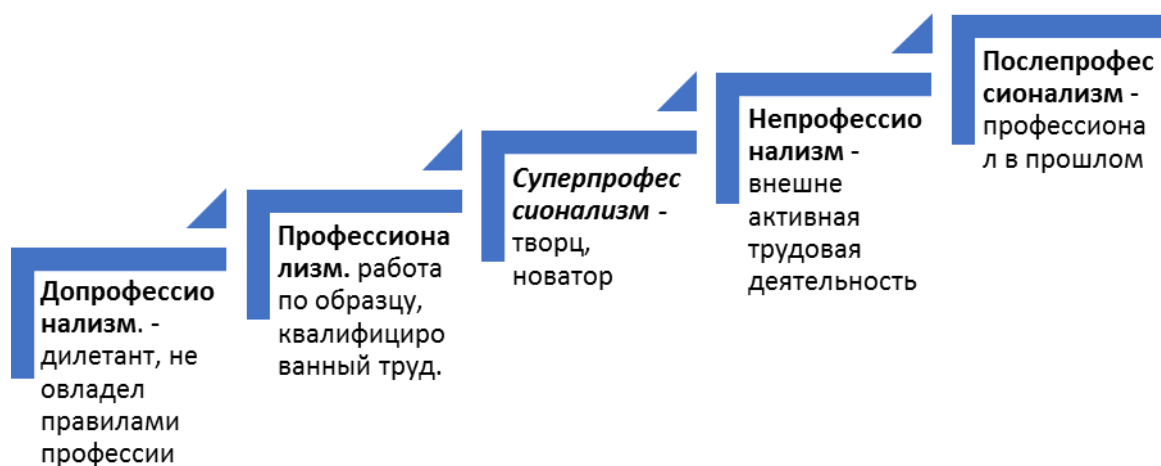 Допрофессио
нализм. -
дилетант, не
овладел
правилами
профессии
Профессиона
лизм. работа
по образцу,
квалифициро
ванный труд.
Суперпрофес
сионализм -
творц,
новатор
Непрофессио
нализм -
внешне
активная
трудовая
деятельность
Послепрофес
сионализм -
профессиона
л в прошлом